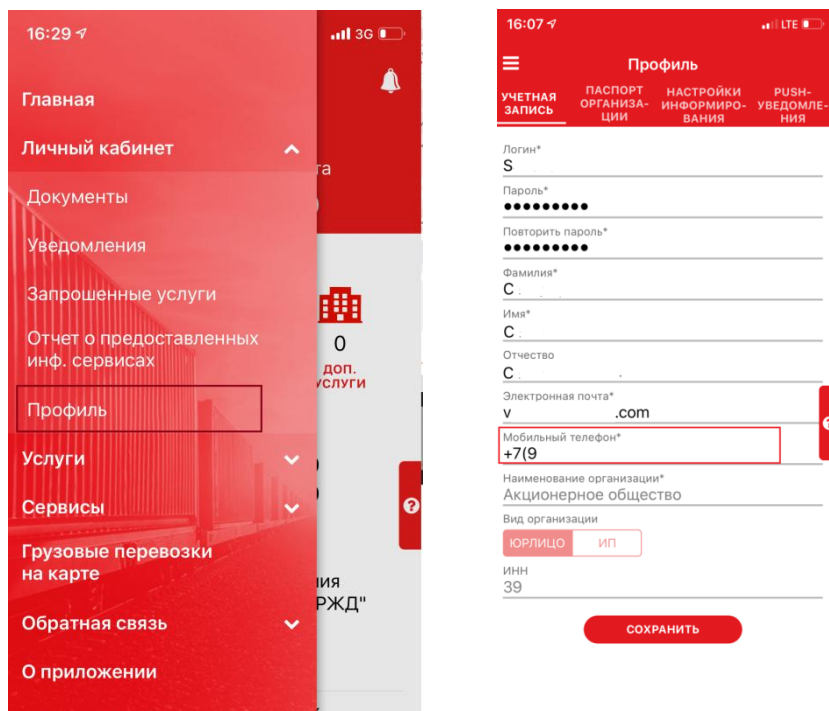 16:29
3G
Главная
Личный кабинет
та
Документы
Уведомления
Запрошенные услуги
Отчет о предоставленных
инф. сервисах
0
доп.
услуги
Профиль
Услуги
Сервисы
?
Грузовые перевозки
на карте
ия
РЖД"
Обратная связь
О приложении
16:07
LTE
Профиль
УЧЕТНАЯ
ЗАПИСЬ
ПАСПОРТ
ОРГАНИЗА-
ЦИИ
НАСТРОЙКИ
ИНФОРМИРО-
ВАНИЯ
PUSH-
УВЕДОМЛЕ-
НИЯ
Логин*
S
Пароль*
●●●●●●●●●
Повторить пароль*
●●●●●●●●●
Фамилия*
С
Имя*
С
Отчество
С
Электронная почта*
v .com
Мобильный телефон*
+7(9
Наименование организации*
Акционерное общество
Вид организации
ЮРЛИЦО ИП
ИНН
39
СОХРАНИТЬ